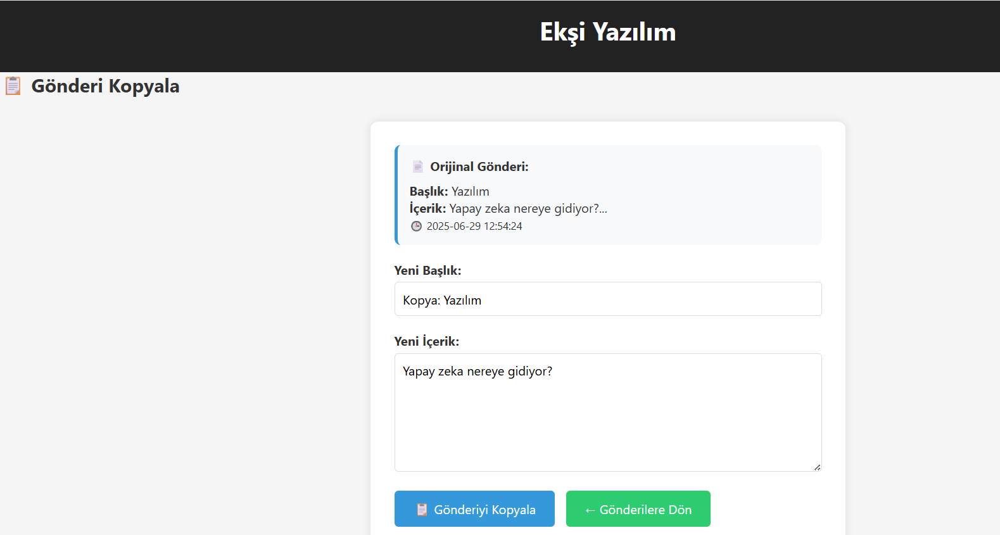 Ekşi Yazılım
📋 Gönderi Kopyala
📄 Orijinal Gönderi:
Başlık: Yazılım
İçerik: Yapay zeka nereye gidiyor?...
🕒 2025-06-29 12:54:24
Yeni Başlık:
Kopya: Yazılım
Yeni İçerik:
Yapay zeka nereye gidiyor?
📋 Gönderiyi Kopyala
← Gönderilere Dön